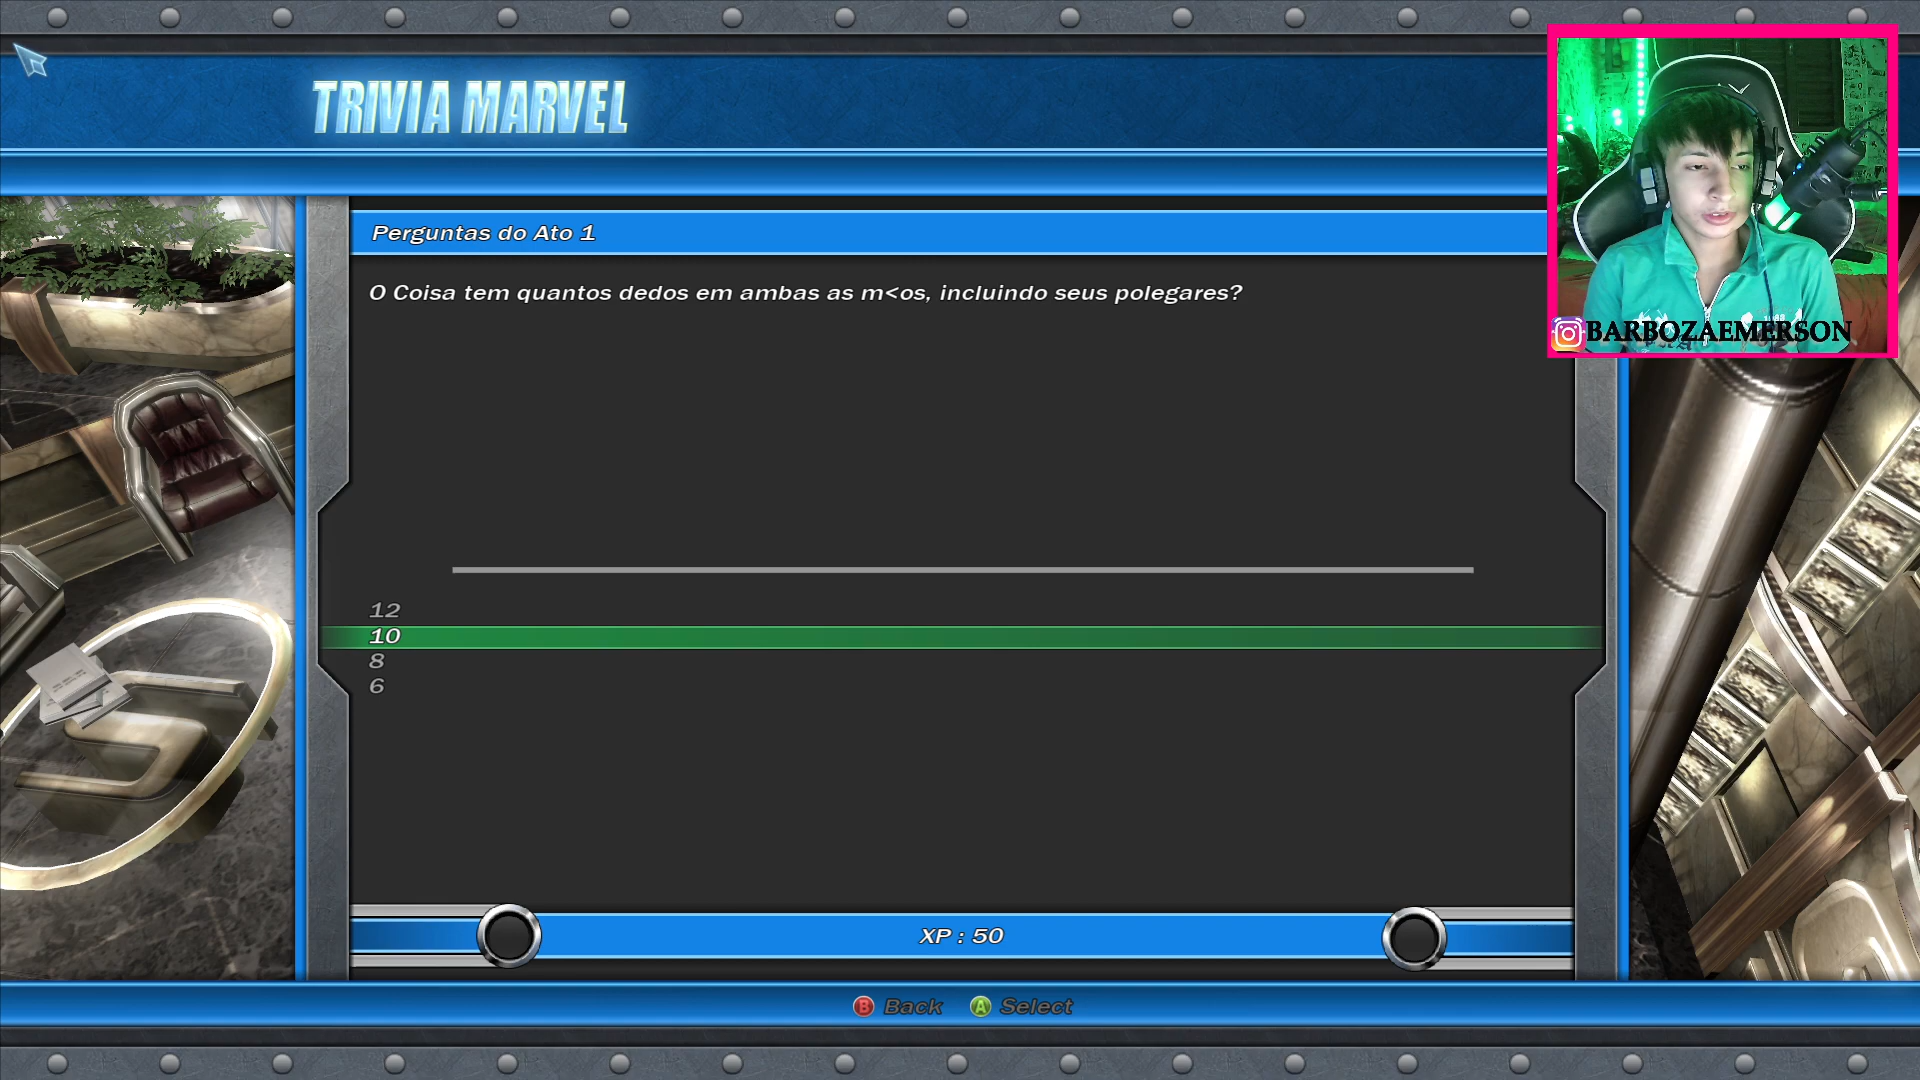 TRIVIA MARVEL
Perguntas do Ato 1
O Coisa tem quantos dedos em ambas as m<os, incluindo seus polegares?
12
10
8
6
BARBOZAEMERSON
XP : 50
B Back A Select